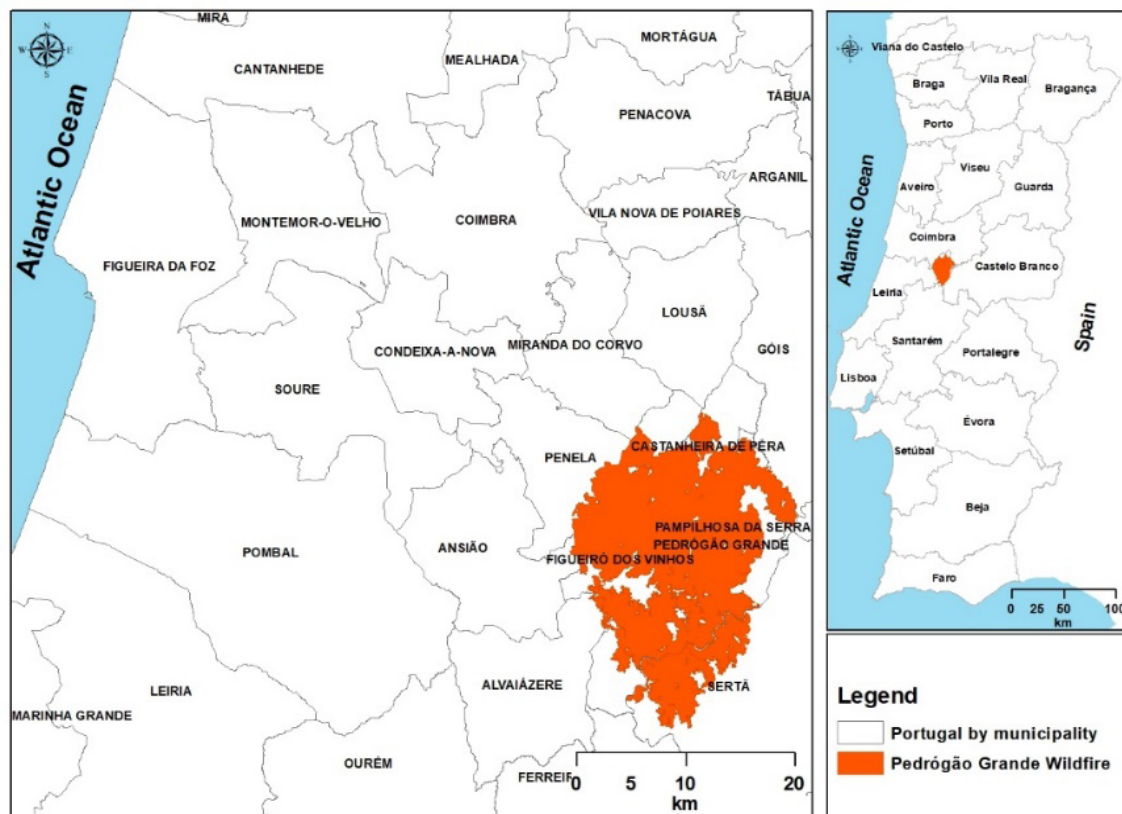 N
W E
S
MIRA
CANTANHEDE
MEALHADA
MORTÁGUA
TÁBUA
PENACOVA
ARGANIL
Atlantic Ocean
COIMBRA
VILA NOVA DE POIARES
MONTEMOR-O-VELHO
FIGUEIRA DA FOZ
LOUSÃ
MIRANDA DO CORVO
GÓIS
CONDEIXA-A-NOVA
SOURE
CASTANHEIRA DE PÊRA
PENELA
PAMPILHOSA DA SERRA
PEDRÓGÃO GRANDE
POMBAL
ANSIÃO
FIGUEIRÓ DOS VINHOS
LEIRIA
ALVAIÁZERE
SERTÃ
MARINHA GRANDE
OURÉM
FERREIR
0 5 10 20
km
Viana do Castelo
Braga
Vila Real
Bragança
Porto
Viseu
Aveiro
Guarda
Atlantic Ocean
Coimbra
Castelo Branco
Leiria
Spain
Santarém
Portalegre
Lisboa
Évora
Setúbal
Beja
Faro
0 25 50 100
km
Legend
Portugal by municipality
Pedrógão Grande Wildfire